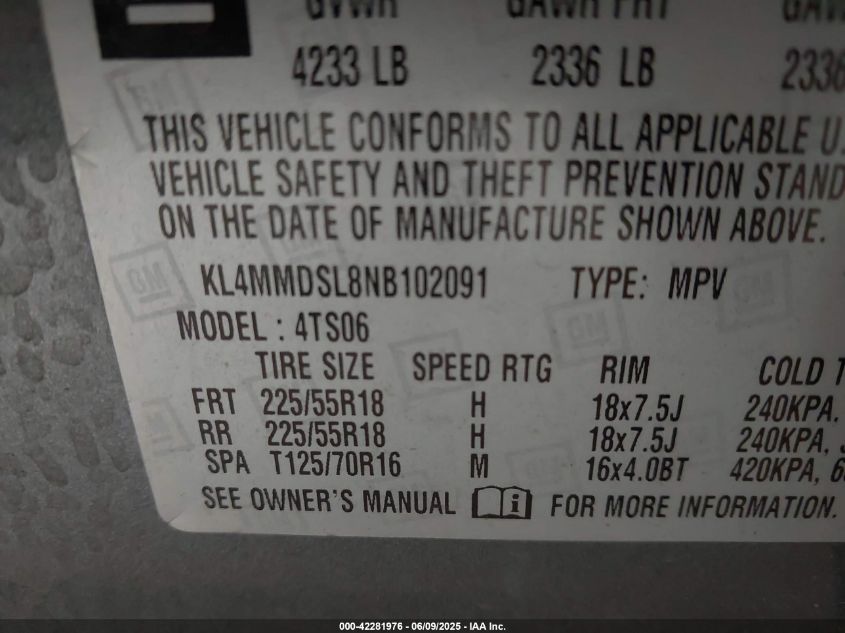 GVWR GAWR FRT GAW
4233 LB 2336 LB 2336
THIS VEHICLE CONFORMS TO ALL APPLICABLE U.
VEHICLE SAFETY AND THEFT PREVENTION STAND
ON THE DATE OF MANUFACTURE SHOWN ABOVE.
KL4MMDSL8NB102091 TYPE: MPV
MODEL : 4TS06
TIRE SIZE SPEED RTG RIM COLD T
FRT 225/55R18 H 18x7.5J 240KPA,
RR 225/55R18 H 18x7.5J 240KPA,
SPA T125/70R16 M 16x4.0BT 420KPA, 6
SEE OWNER'S MANUAL i FOR MORE INFORMATION.
000-42281976 - 06/09/2025 - IAA Inc.